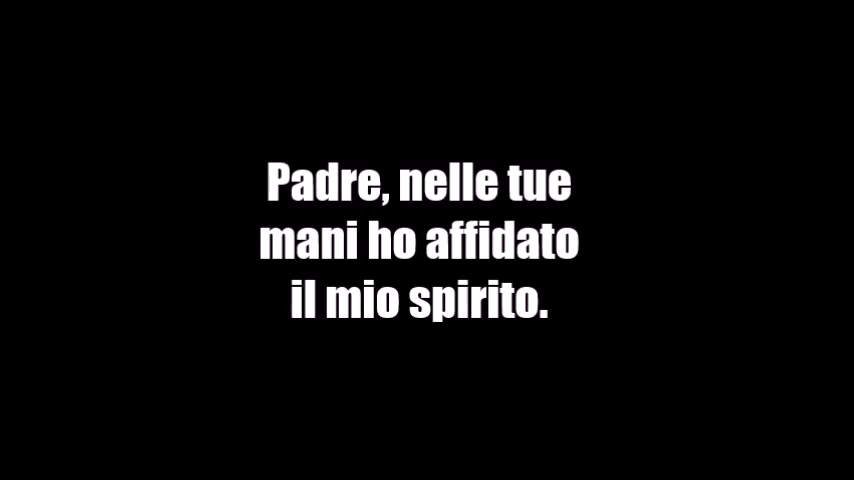 Padre, nelle tue
mani ho affidato
il mio spirito.